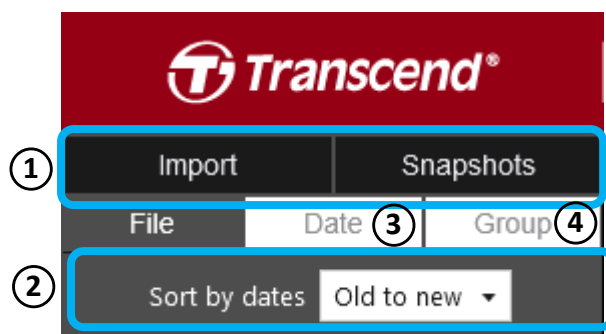 Transcend®
1 Import Snapshots
File Date 3 Group 4
2 Sort by dates Old to new